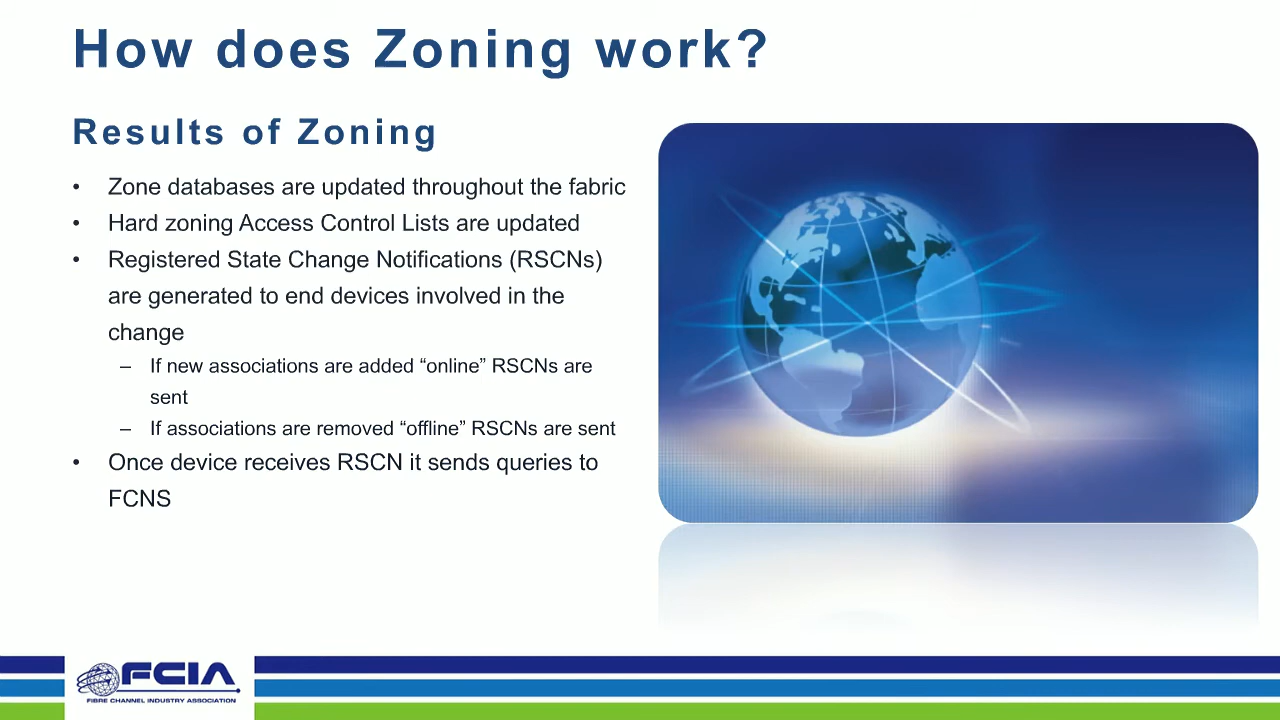 How does Zoning work?
Results of Zoning
• Zone databases are updated throughout the fabric
• Hard zoning Access Control Lists are updated
• Registered State Change Notifications (RSCNs)
are generated to end devices involved in the
change
– If new associations are added “online” RSCNs are
sent
– If associations are removed “offline” RSCNs are sent
• Once device receives RSCN it sends queries to
FCNS
FCIA
FIBRE CHANNEL INDUSTRY ASSOCIATION